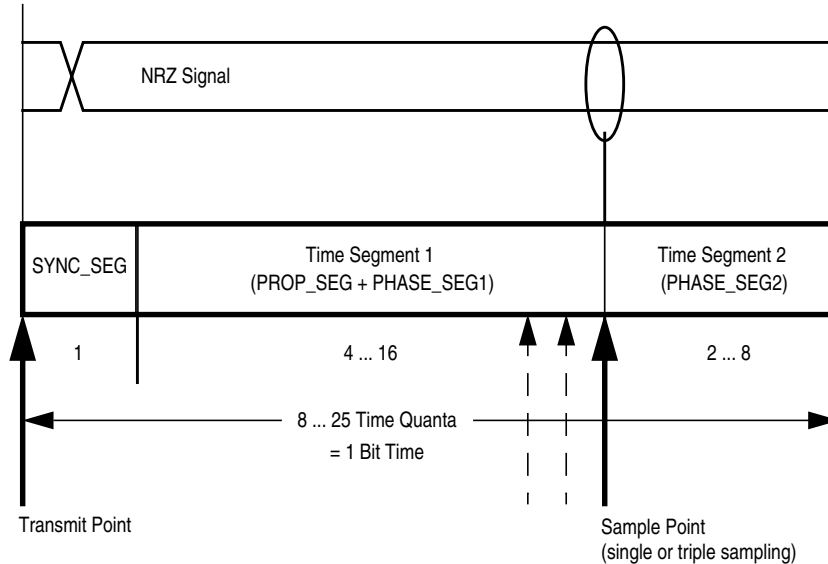 NRZ Signal
SYNC_SEG
Time Segment 1
(PROP_SEG + PHASE_SEG1)
Time Segment 2
(PHASE_SEG2)
1
4 ... 16
2 ... 8
8 ... 25 Time Quanta
= 1 Bit Time
Transmit Point
Sample Point
(single or triple sampling)